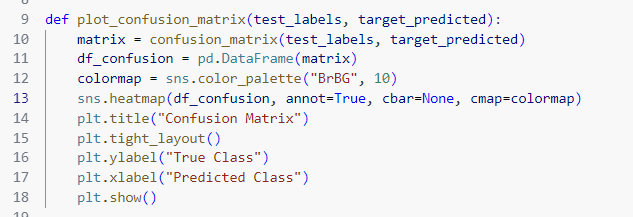 9 def plot_confusion_matrix(test_labels, target_predicted):
10     matrix = confusion_matrix(test_labels, target_predicted)
11     df_confusion = pd.DataFrame(matrix)
12     colormap = sns.color_palette("BrBG", 10)
13     sns.heatmap(df_confusion, annot=True, cbar=None, cmap=colormap)
14     plt.title("Confusion Matrix")
15     plt.tight_layout()
16     plt.ylabel("True Class")
17     plt.xlabel("Predicted Class")
18     plt.show()